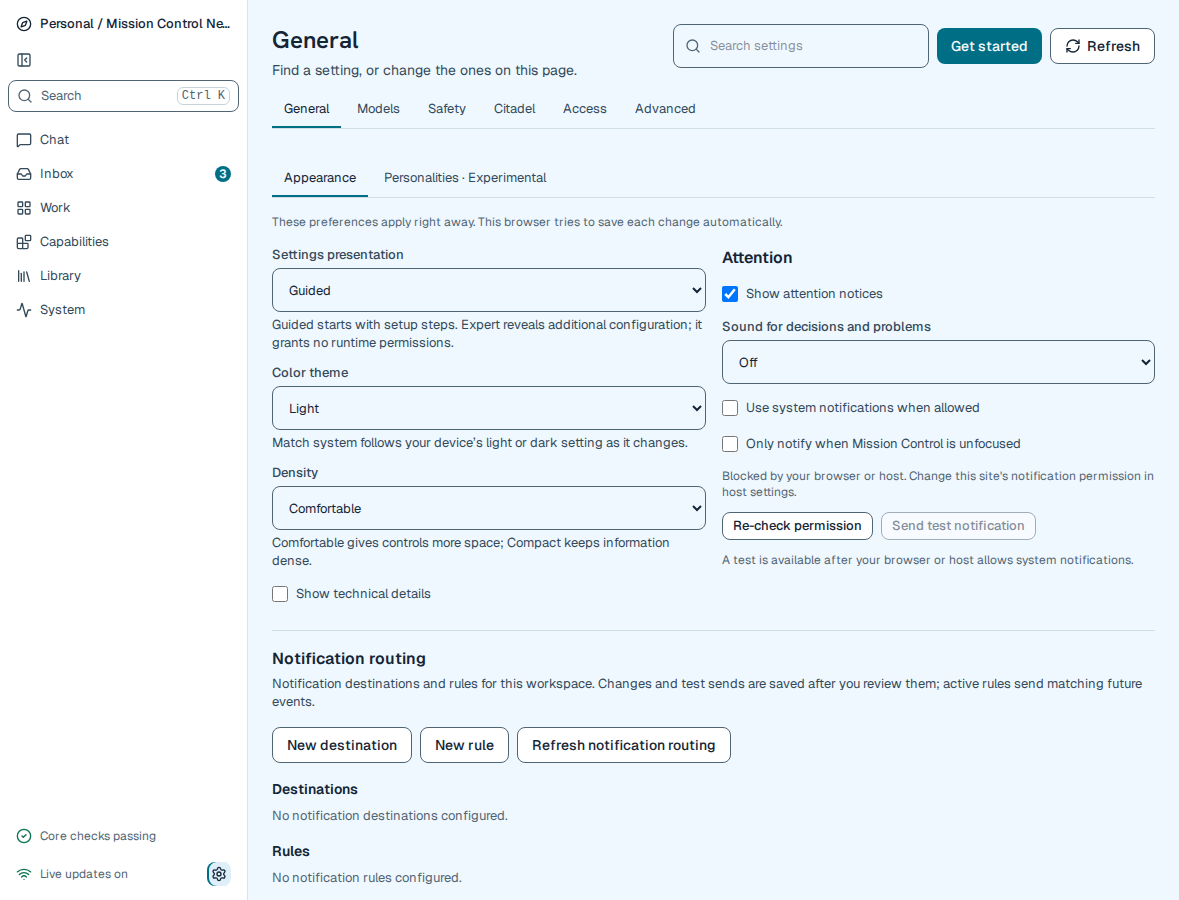 Personal / Mission Control Ne...
Search
Ctrl K
Chat
Inbox
3
Work
Capabilities
Library
System
Core checks passing
Live updates on
General
Find a setting, or change the ones on this page.
Search settings
Get started
Refresh
General
Models
Safety
Citadel
Access
Advanced
Appearance
Personalities · Experimental
These preferences apply right away. This browser tries to save each change automatically.
Settings presentation
Guided
Guided starts with setup steps. Expert reveals additional configuration; it
grants no runtime permissions.
Color theme
Light
Match system follows your device's light or dark setting as it changes.
Density
Comfortable
Comfortable gives controls more space; Compact keeps information
dense.
Show technical details
Attention
Show attention notices
Sound for decisions and problems
Off
Use system notifications when allowed
Only notify when Mission Control is unfocused
Blocked by your browser or host. Change this site's notification permission in
host settings.
Re-check permission
Send test notification
A test is available after your browser or host allows system notifications.
Notification routing
Notification destinations and rules for this workspace. Changes and test sends are saved after you review them; active rules send matching future
events.
New destination
New rule
Refresh notification routing
Destinations
No notification destinations configured.
Rules
No notification rules configured.